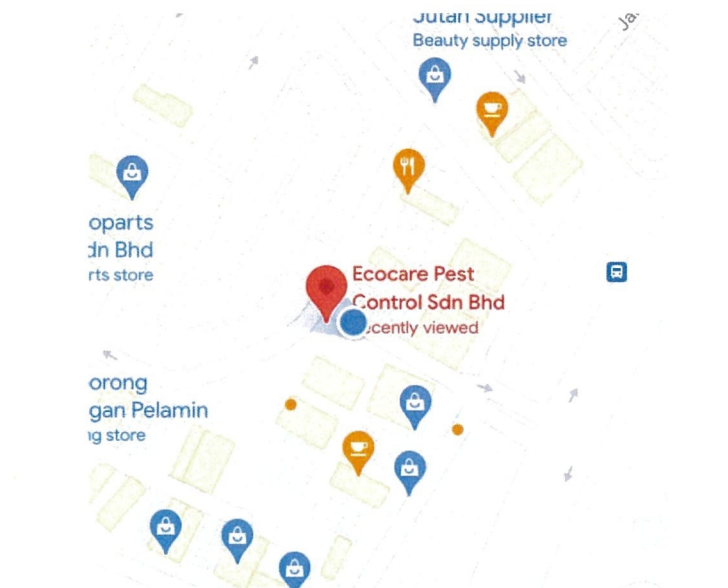 Jutan Supplier
Beauty supply store
Ja
oparts
dn Bhd
rts store
Ecocare Pest
Control Sdn Bhd
ecently viewed
orong
gan Pelamin
ng store